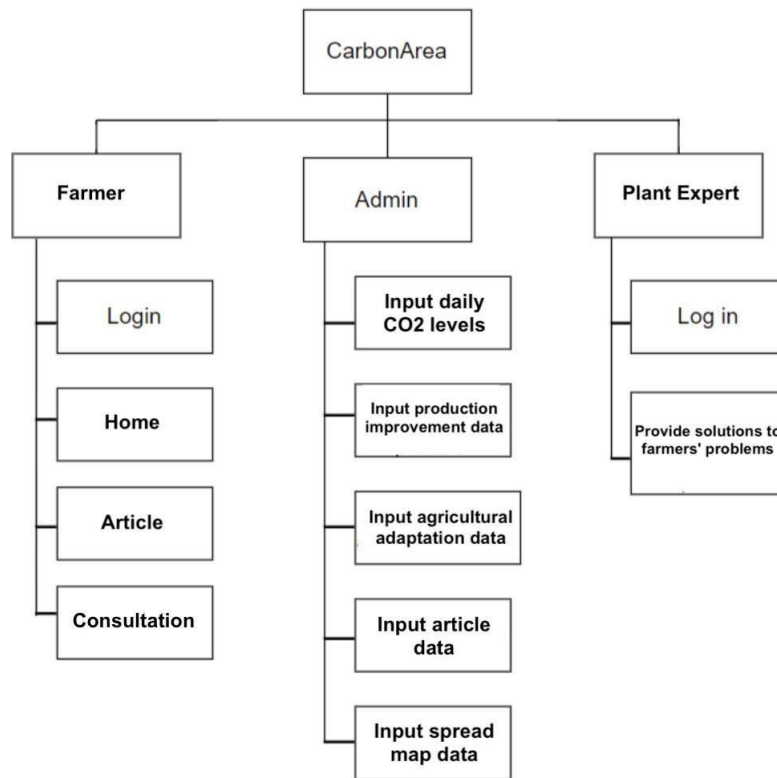 CarbonArea
Farmer
Admin
Plant Expert
Login
Home
Article
Consultation
Input daily
CO2 levels
Input production
improvement data
Input agricultural
adaptation data
Input article
data
Input spread
map data
Log in
Provide solutions to
farmers' problems